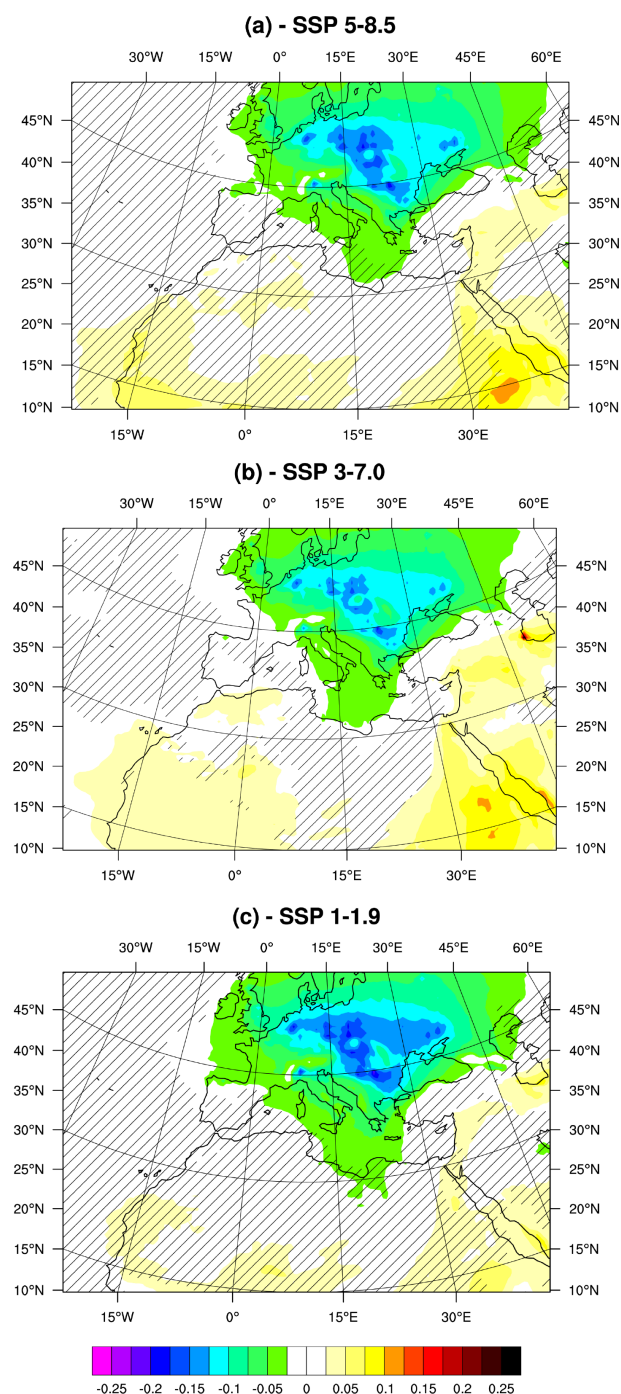 (a) - SSP 5-8.5
30°W 15°W 0° 15°E 30°E 45°E 60°E
45°N 45°N
40°N 40°N
35°N 35°N
30°N 30°N
25°N 25°N
20°N 20°N
15°N 15°N
10°N 10°N
15°W 0° 15°E 30°E
(b) - SSP 3-7.0
30°W 15°W 0° 15°E 30°E 45°E 60°E
45°N 45°N
40°N 40°N
35°N 35°N
30°N 30°N
25°N 25°N
20°N 20°N
15°N 15°N
10°N 10°N
15°W 0° 15°E 30°E
(c) - SSP 1-1.9
30°W 15°W 0° 15°E 30°E 45°E 60°E
45°N 45°N
40°N 40°N
35°N 35°N
30°N 30°N
25°N 25°N
20°N 20°N
15°N 15°N
10°N 10°N
15°W 0° 15°E 30°E
-0.25 -0.2 -0.15 -0.1 -0.05 0 0.05 0.1 0.15 0.2 0.25